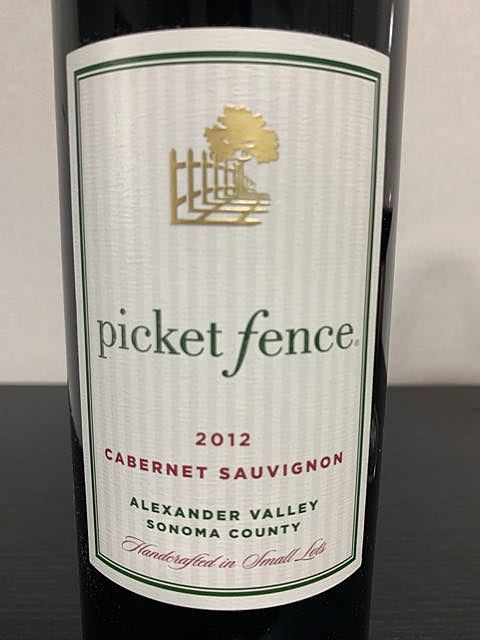 picket fence®
2012
CABERNET SAUVIGNON
ALEXANDER VALLEY
SONOMA COUNTY
Handcrafted in Small Lots